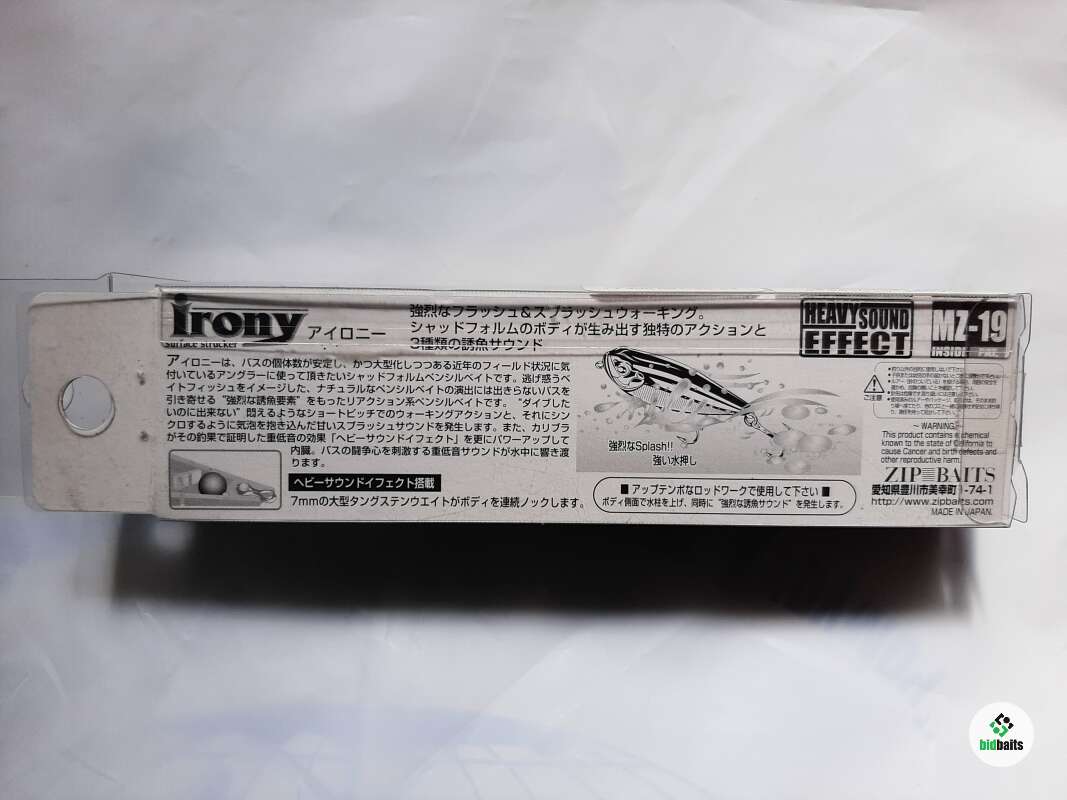 irony アイロニー
surface strucker
強烈なフラッシュ&スプラッシュウォーキング。
シャッドフォルムのボディが生み出す独特のアクションと
3種類の誘魚サウンド
HEAVY SOUND
EFFECT
MZ-19
INSIDE
アイロニーは、バスの個体数が安定し、かつ大型化しつつある近年のフィールド状況に気
付いているアングラーに使って頂きたいシャッドフォルムペンシルベイトです。逃げ惑うベ
イトフィッシュをイメージした、ナチュラルなペンシルベイトの演出には出きらないバスを
引き寄せる "強烈な誘魚要素" をもったリアクション系ペンシルベイトです。 "ダイブした
いのに出来ない" 悶えるようなショートピッチでのウォーキングアクションと、それにシン
クロするように気泡を抱き込んだ甘いスプラッシュサウンドを発生します。また、カリブラ
がその釣果で証明した重低音の効果「ヘビーサウンドイフェクト」を更にパワーアップして
内臓。バスの闘争心を刺激する重低音サウンドが水中に響き渡
ります。
ヘビーサウンドイフェクト搭載
7mmの大型タングステンウエイトがボディを連続ノックします。
強烈なSplash!!
強い水押し
■ アップテンポなロッドワークで使用して下さい ■
ボディ側面で水柱を上げ、同時に "強烈な誘魚サウンド" を発生します。
ご注意
~ WARNING ~
This product contains a chemical
known to the state of California to
cause Cancer and birth defects and
other reproductive harm.
ZIP BAITS
愛知県豊川市美幸町1-74-1
http://www.zipbaits.com
MADE IN JAPAN.
bidbaits